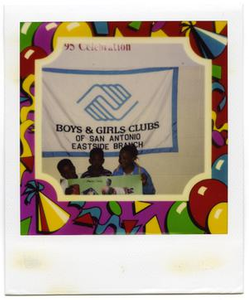 95 Celebration
BOYS & GIRLS CLUBS
OF SAN ANTONIO
EASTSIDE BRANCH